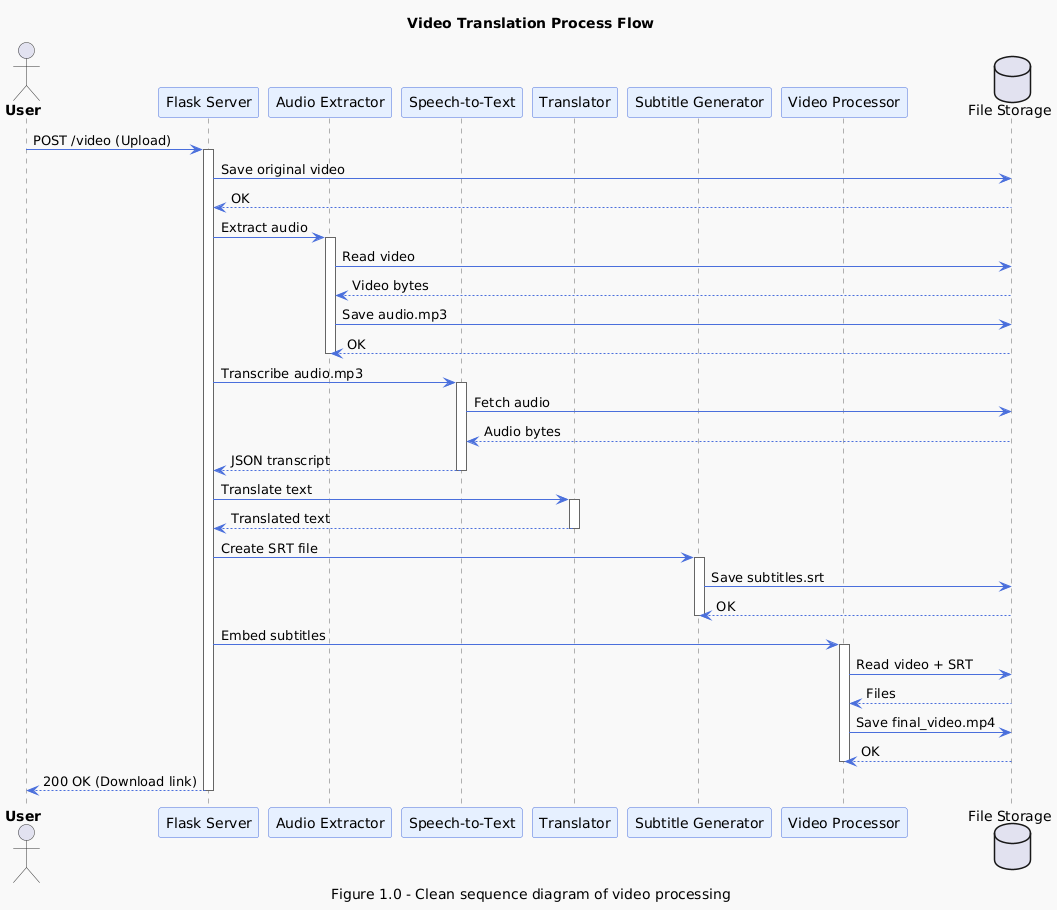 Video Translation Process Flow
User
Flask Server
Audio Extractor
Speech-to-Text
Translator
Subtitle Generator
Video Processor
File Storage
POST /video (Upload)
Save original video
OK
Extract audio
Read video
Video bytes
Save audio.mp3
OK
Transcribe audio.mp3
Fetch audio
Audio bytes
JSON transcript
Translate text
Translated text
Create SRT file
Save subtitles.srt
OK
Embed subtitles
Read video + SRT
Files
Save final_video.mp4
OK
200 OK (Download link)
User
Flask Server
Audio Extractor
Speech-to-Text
Translator
Subtitle Generator
Video Processor
File Storage
Figure 1.0 - Clean sequence diagram of video processing